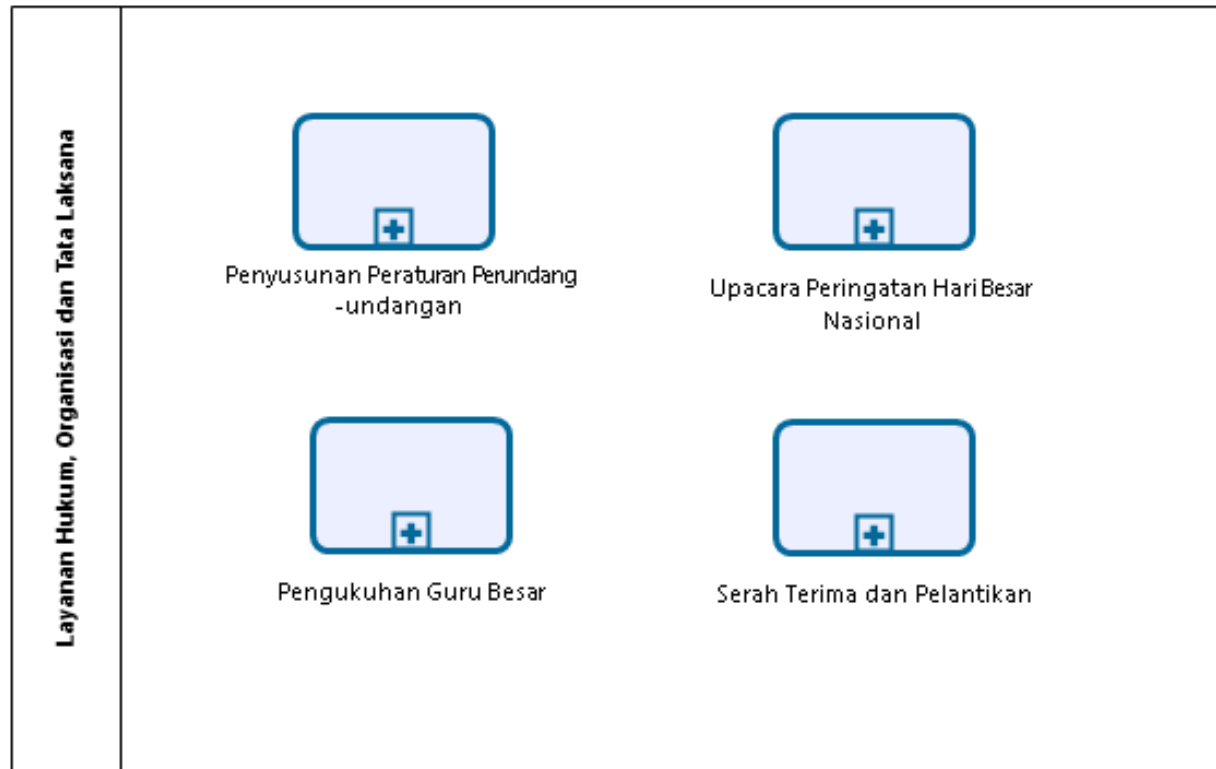 Layanan Hukum, Organisasi dan Tata Laksana
Penyusunan Peraturan Perundang
-undangan
Upacara Peringatan Hari Besar
Nasional
Pengukuhan Guru Besar
Serah Terima dan Pelantikan